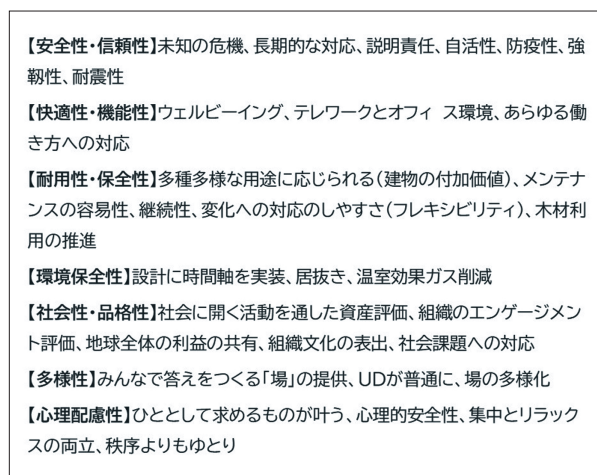 【安全性・信頼性】未知の危機、長期的な対応、説明責任、自活性、防疫性、強
靱性、耐震性
【快適性・機能性】ウェルビーイング、テレワークとオフィ ス環境、あらゆる働
き方への対応
【耐用性・保全性】多種多様な用途に応じられる（建物の付加価値）、メンテナ
ンスの容易性、継続性、変化への対応のしやすさ（フレキシビリティ）、木材利
用の推進
【環境保全性】設計に時間軸を実装、居抜き、温室効果ガス削減
【社会性・品格性】社会に開く活動を通した資産評価、組織のエンゲージメン
ト評価、地球全体の利益の共有、組織文化の表出、社会課題への対応
【多様性】みんなで答えをつくる「場」の提供、UDが普通に、場の多様化
【心理配慮性】ひととして求めるものが叶う、心理的安全性、集中とリラック
スの両立、秩序よりもゆとり